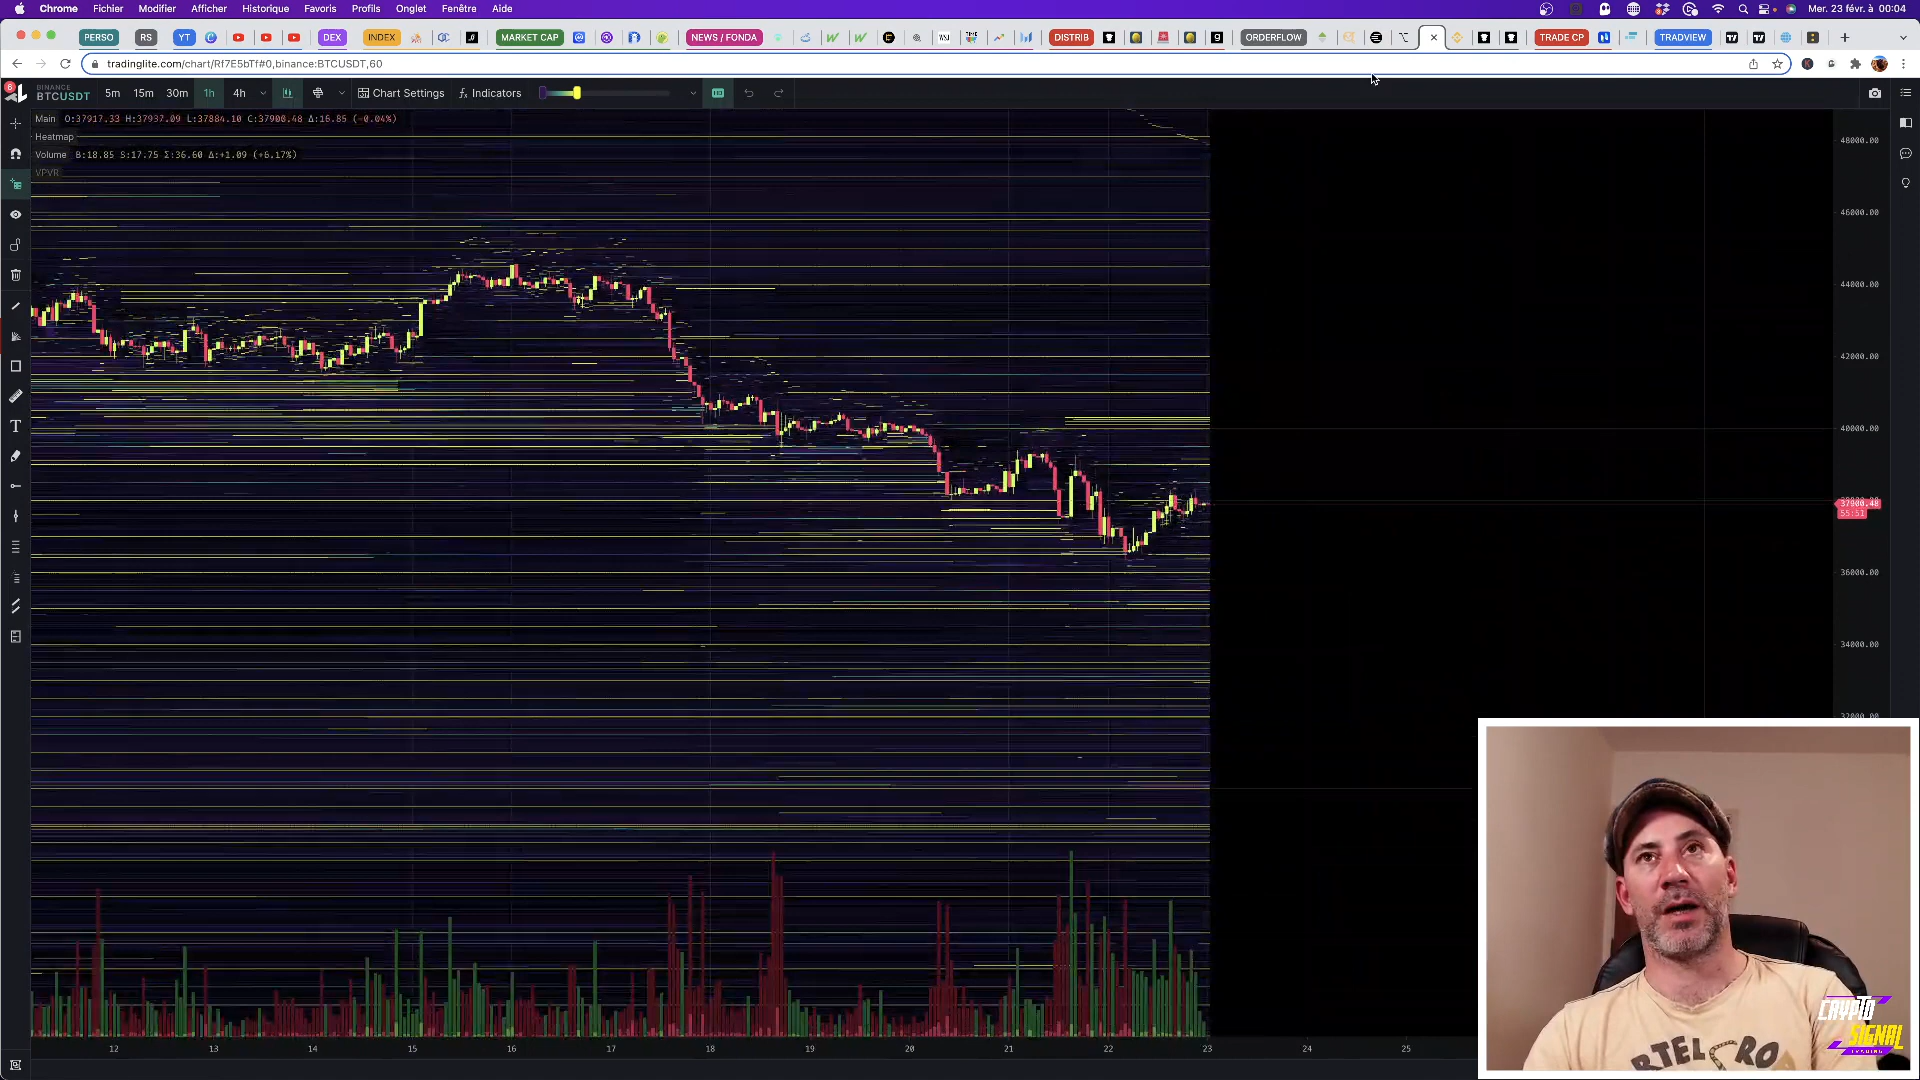 Chrome Fichier Modifier Afficher Historique Favoris Profils Onglet Fenêtre Aide Mer. 23 févr. à 00:04
PERSO RS YT DEX INDEX MARKET CAP NEWS / FONDA DISTRIB ORDERFLOW TRADE CP TRADVIEW
tradinglite.com/chart/Rf7E5bTf#0,binance:BTCUSDT,60
BINANCE
BTCUSDT 5m 15m 30m 1h 4h Chart Settings Indicators
Main O:37917.33 H:37937.09 L:37884.10 C:37900.48 Δ:16.85 (-0.04%)
Heatmap
Volume B:18.85 S:17.75 Σ:36.60 Δ:+1.09 (+6.17%)
VPVR
48000.00
46000.00
44000.00
42000.00
40000.00
37900.48
55:51
36000.00
34000.00
32000.00
12 13 14 15 16 17 18 19 20 21 22 23 24 25
CRYPTO
SIGNAL
TRADING